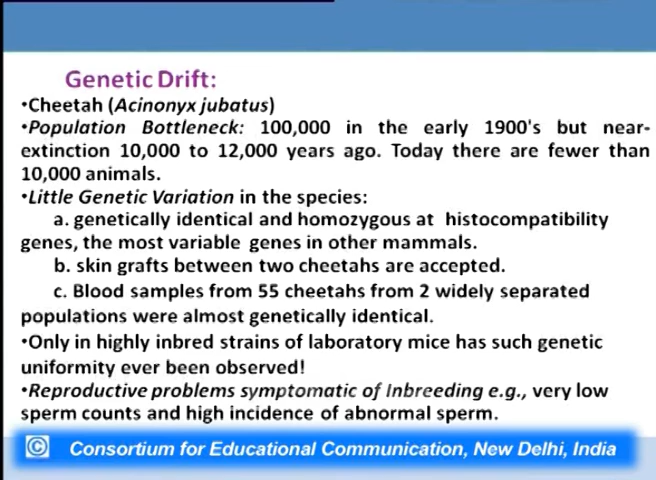 Genetic Drift:
•Cheetah (Acinonyx jubatus)
•Population Bottleneck: 100,000 in the early 1900's but near-
extinction 10,000 to 12,000 years ago. Today there are fewer than
10,000 animals.
•Little Genetic Variation in the species:
a. genetically identical and homozygous at histocompatibility
genes, the most variable genes in other mammals.
b. skin grafts between two cheetahs are accepted.
c. Blood samples from 55 cheetahs from 2 widely separated
populations were almost genetically identical.
•Only in highly inbred strains of laboratory mice has such genetic
uniformity ever been observed!
•Reproductive problems symptomatic of Inbreeding e.g., very low
sperm counts and high incidence of abnormal sperm.
© Consortium for Educational Communication, New Delhi, India